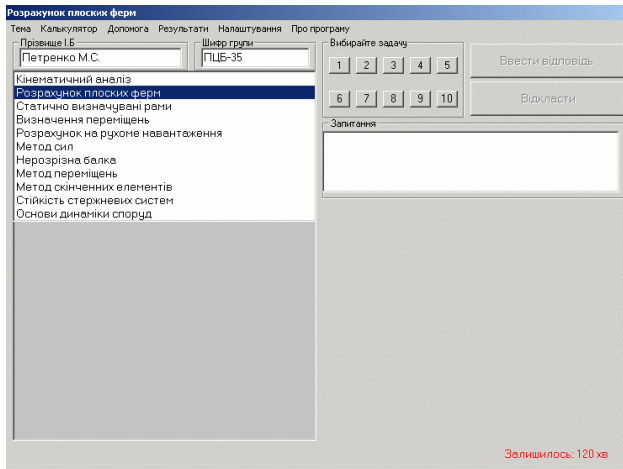 Розрахунок плоских ферм
Тема Калькулятор Допомога Результати Налаштування Про програму
Прізвище І.Б Шифр групи Вибирайте задачу
Петренко М.С. ПЦБ-35
1 2 3 4 5 Ввести відповідь
6 7 8 9 10 Відкласти
Запитання
Кінематичний аналіз
Розрахунок плоских ферм
Статично визначувані рами
Визначення переміщень
Розрахунок на рухоме навантаження
Метод сил
Нерозрізна балка
Метод переміщень
Метод скінченних елементів
Стійкість стержневих систем
Основи динаміки споруд
Залишилось: 120 хв